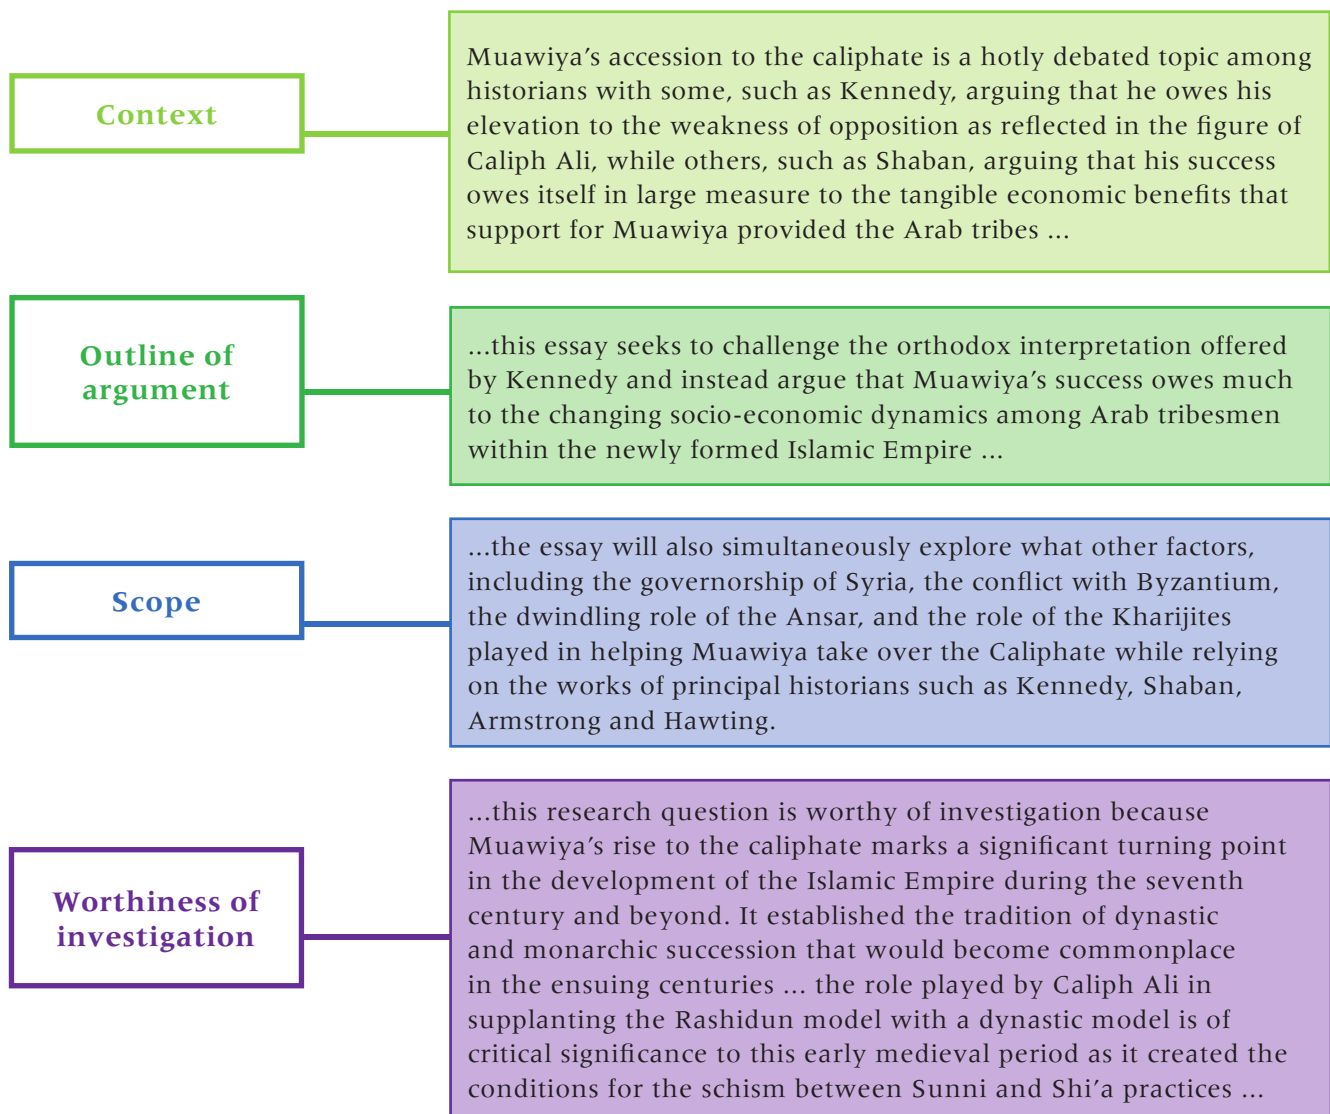 Context
Muawiya’s accession to the caliphate is a hotly debated topic among
historians with some, such as Kennedy, arguing that he owes his
elevation to the weakness of opposition as reflected in the figure of
Caliph Ali, while others, such as Shaban, arguing that his success
owes itself in large measure to the tangible economic benefits that
support for Muawiya provided the Arab tribes ...
Outline of
argument
...this essay seeks to challenge the orthodox interpretation offered
by Kennedy and instead argue that Muawiya’s success owes much
to the changing socio-economic dynamics among Arab tribesmen
within the newly formed Islamic Empire ...
Scope
...the essay will also simultaneously explore what other factors,
including the governorship of Syria, the conflict with Byzantium,
the dwindling role of the Ansar, and the role of the Kharijites
played in helping Muawiya take over the Caliphate while relying
on the works of principal historians such as Kennedy, Shaban,
Armstrong and Hawting.
Worthiness of
investigation
...this research question is worthy of investigation because
Muawiya’s rise to the caliphate marks a significant turning point
in the development of the Islamic Empire during the seventh
century and beyond. It established the tradition of dynastic
and monarchic succession that would become commonplace
in the ensuing centuries ... the role played by Caliph Ali in
supplanting the Rashidun model with a dynastic model is of
critical significance to this early medieval period as it created the
conditions for the schism between Sunni and Shi’a practices ...